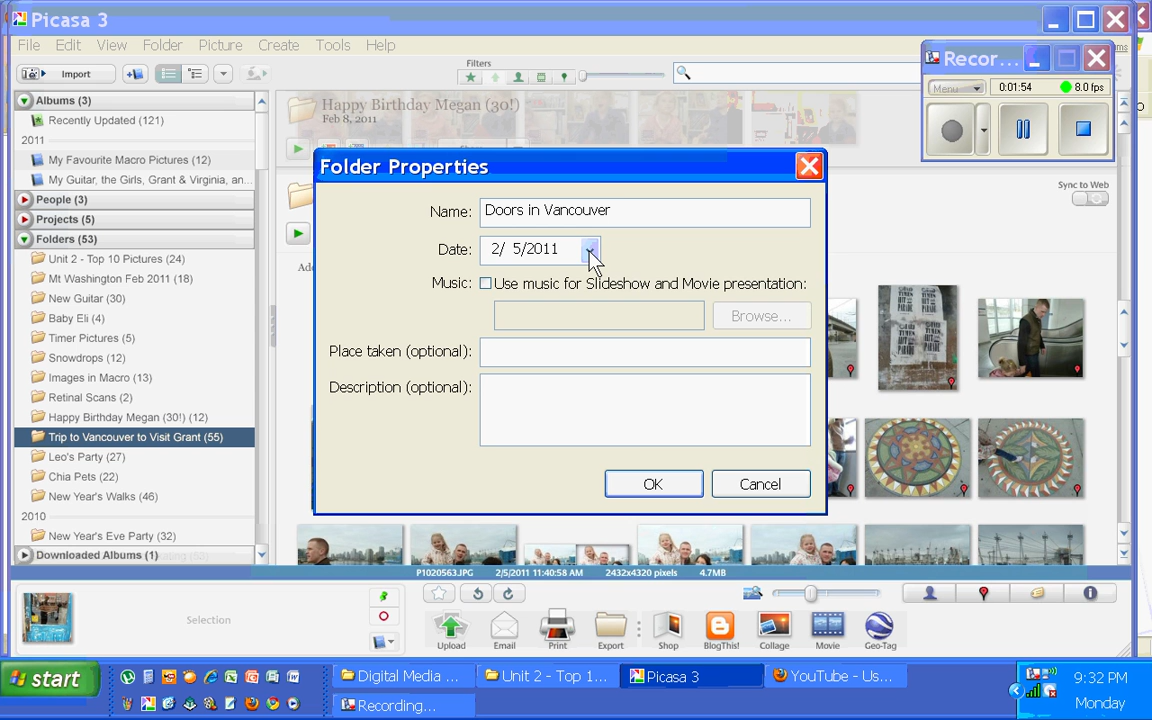 Picasa 3
File Edit View Folder Picture Create Tools Help
Import
Filters
Recor...
Menu
0:01:54
8.0 fps
Albums (3)
Recently Updated (121)
2011
My Favourite Macro Pictures (12)
My Guitar, the Girls, Grant & Virginia, an...
People (3)
Projects (5)
Folders (53)
Unit 2 - Top 10 Pictures (24)
Mt Washington Feb 2011 (18)
New Guitar (30)
Baby Eli (4)
Timer Pictures (5)
Snowdrops (12)
Images in Macro (13)
Retinal Scans (2)
Happy Birthday Megan (30!) (12)
Trip to Vancouver to Visit Grant (55)
Leo's Party (27)
Chia Pets (22)
New Year's Walks (46)
2010
New Year's Eve Party (32)
Downloaded Albums (1)
Happy Birthday Megan (30!)
Feb 8, 2011
Sync to Web
Folder Properties
Name: Doors in Vancouver
Date: 2/ 5/2011
Music: Use music for Slideshow and Movie presentation:
Browse...
Place taken (optional):
Description (optional):
OK Cancel
P1020563.JPG 2/5/2011 11:40:58 AM 2432x4320 pixels 4.7MB
Selection
Upload Email Print Export Shop BlogThis! Collage Movie Geo-Tag
start
Digital Media ...
Unit 2 - Top 1...
Picasa 3
YouTube - Us...
Recording...
9:32 PM
Monday